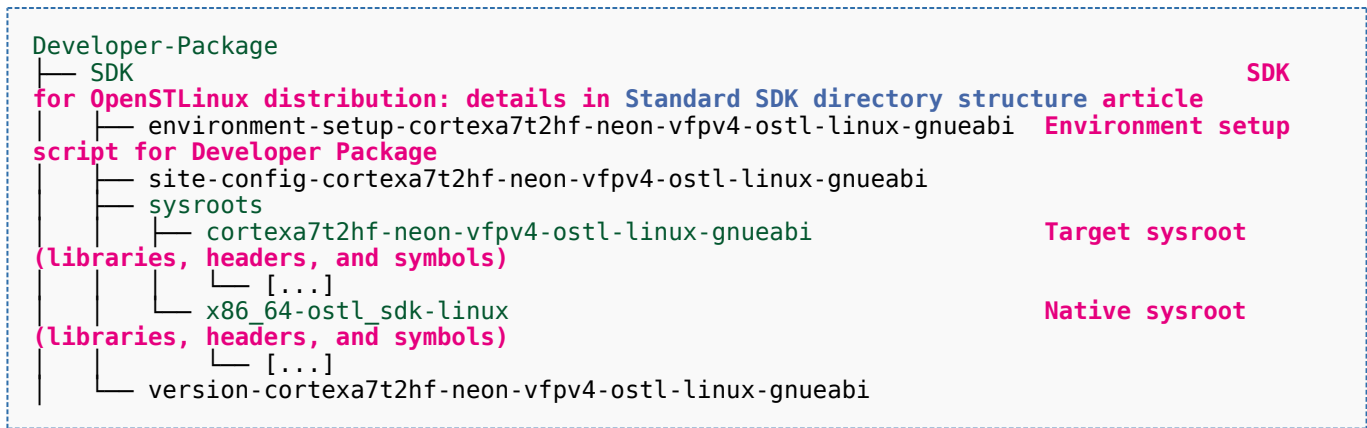 Developer-Package
├── SDK                                                                 SDK
for OpenSTLinux distribution: details in Standard SDK directory structure article
│   ├── environment-setup-cortexa7t2hf-neon-vfpv4-ostl-linux-gnueabi  Environment setup
script for Developer Package
│   ├── site-config-cortexa7t2hf-neon-vfpv4-ostl-linux-gnueabi
│   ├── sysroots
│   │   ├── cortexa7t2hf-neon-vfpv4-ostl-linux-gnueabi                Target sysroot
(libraries, headers, and symbols)
│   │   │   └── [...]
│   │   └── x86_64-ostl_sdk-linux                                     Native sysroot
(libraries, headers, and symbols)
│   │       └── [...]
│   └── version-cortexa7t2hf-neon-vfpv4-ostl-linux-gnueabi